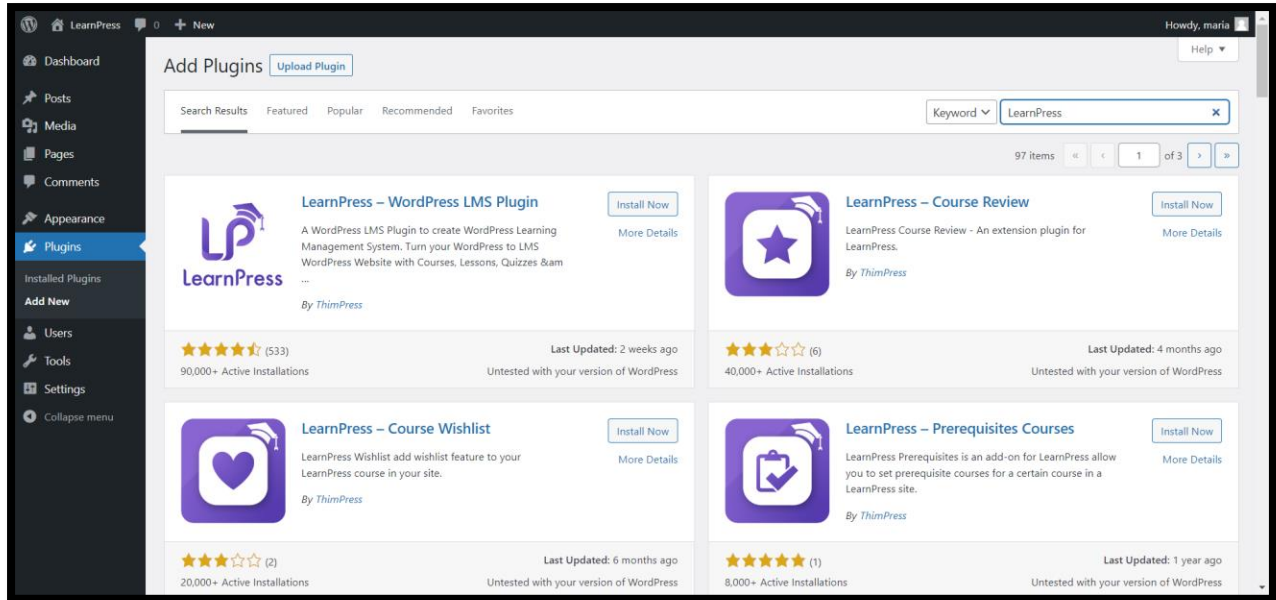 LearnPress 0 New Howdy, maria
Help
Dashboard
Posts
Media
Pages
Comments
Appearance
Plugins
Installed Plugins
Add New
Users
Tools
Settings
Collapse menu
Add Plugins Upload Plugin
Search Results Featured Popular Recommended Favorites Keyword LearnPress
97 items « ‹ 1 of 3 › »
LearnPress
LearnPress – WordPress LMS Plugin
Install Now
More Details
A WordPress LMS Plugin to create WordPress Learning
Management System. Turn your WordPress to LMS
WordPress Website with Courses, Lessons, Quizzes &am
...
By ThimPress
(533)
Last Updated: 2 weeks ago
90,000+ Active Installations
Untested with your version of WordPress
LearnPress – Course Review
Install Now
More Details
LearnPress Course Review - An extension plugin for
LearnPress.
By ThimPress
(6)
Last Updated: 4 months ago
40,000+ Active Installations
Untested with your version of WordPress
LearnPress – Course Wishlist
Install Now
More Details
LearnPress Wishlist add wishlist feature to your
LearnPress course in your site.
By ThimPress
(2)
Last Updated: 6 months ago
20,000+ Active Installations
Untested with your version of WordPress
LearnPress – Prerequisites Courses
Install Now
More Details
LearnPress Prerequisites is an add-on for LearnPress allow
you to set prerequisite courses for a certain course in a
LearnPress site.
By ThimPress
(1)
Last Updated: 1 year ago
8,000+ Active Installations
Untested with your version of WordPress